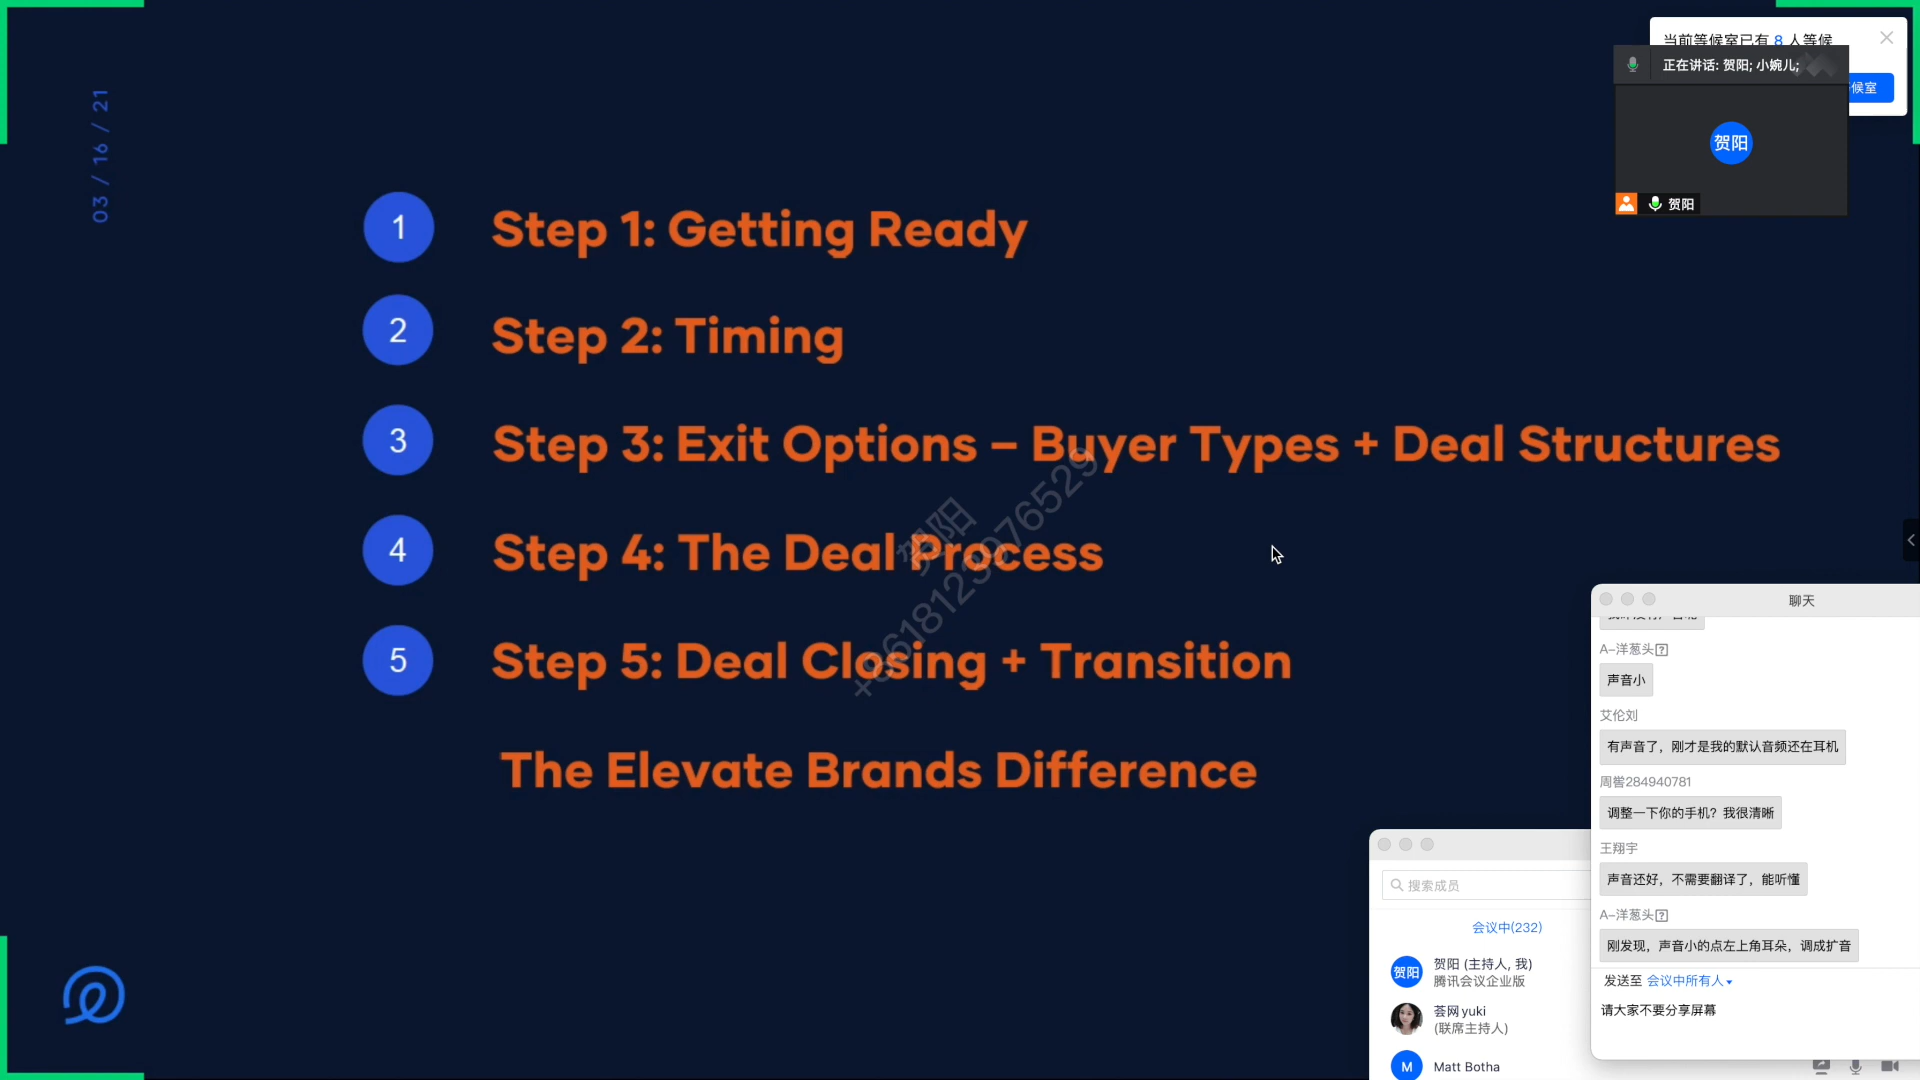 03 / 16 / 21
1 Step 1: Getting Ready
2 Step 2: Timing
3 Step 3: Exit Options – Buyer Types + Deal Structures
4 Step 4: The Deal Process
5 Step 5: Deal Closing + Transition
The Elevate Brands Difference
贺阳
+8618123976529
当前等候室已有 8 人等候
候室
正在讲话: 贺阳; 小婉儿;
贺阳
贺阳
聊天
A–洋葱头
声音小
艾伦刘
有声音了，刚才是我的默认音频还在耳机
周訾284940781
调整一下你的手机？我很清晰
王翔宇
声音还好，不需要翻译了，能听懂
A–洋葱头
刚发现，声音小的点左上角耳朵，调成扩音
发送至 会议中所有人
请大家不要分享屏幕
搜索成员
会议中(232)
贺阳
贺阳 (主持人, 我)
腾讯会议企业版
荟网yuki
(联席主持人)
M
Matt Botha